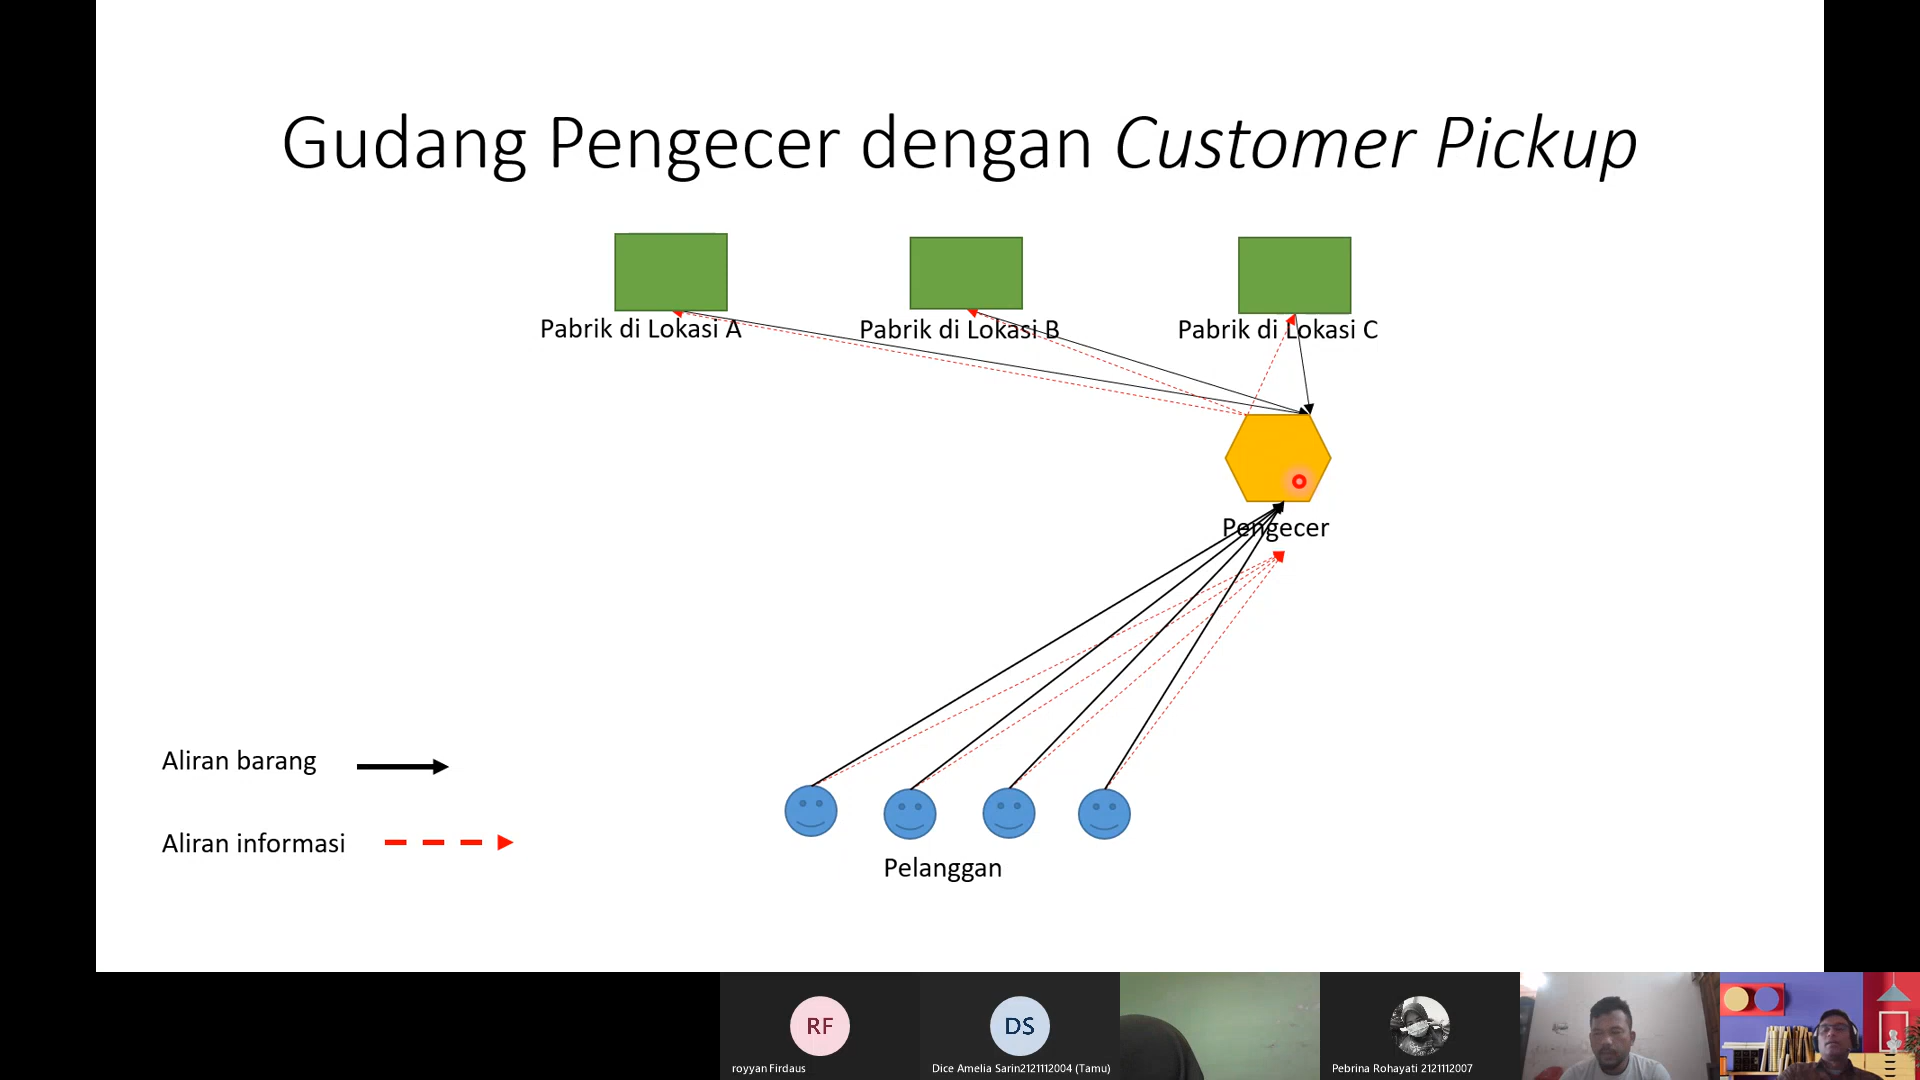 Gudang Pengecer dengan Customer Pickup
Pabrik di Lokasi A
Pabrik di Lokasi B
Pabrik di Lokasi C
Pengecer
Aliran barang
Aliran informasi
Pelanggan
RF
DS
royyan Firdaus
Dice Amelia Sarin2121112004 (Tamu)
Pebrina Rohayati 2121112007